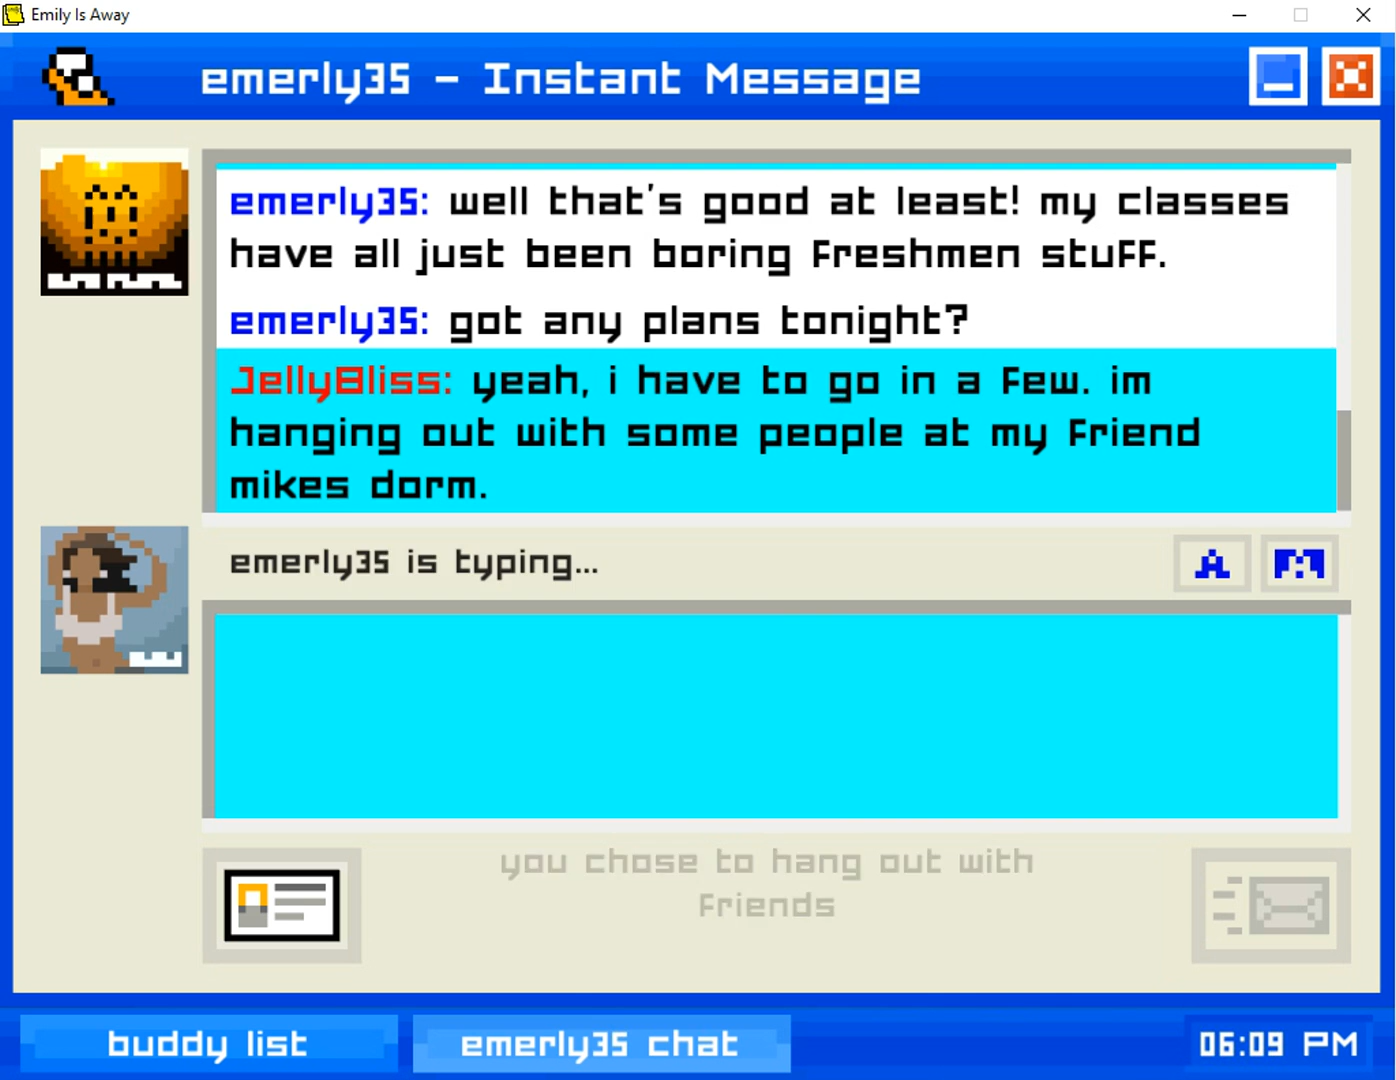 Emily Is Away
emerly35 - Instant Message
emerly35: well that's good at least! my classes
have all just been boring Freshmen stuFF.
emerly35: got any plans tonight?
JellyBliss: yeah, i have to go in a Few. im
hanging out with some people at my Friend
mikes dorm.
emerly35 is typing...
A
you chose to hang out with
Friends
buddy list
emerly35 chat
06:09 PM